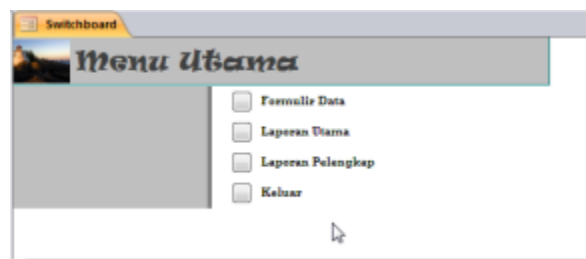 Switchboard
Menu Utama
Formulir Data
Laporan Utama
Laporan Pelengkap
Keluar